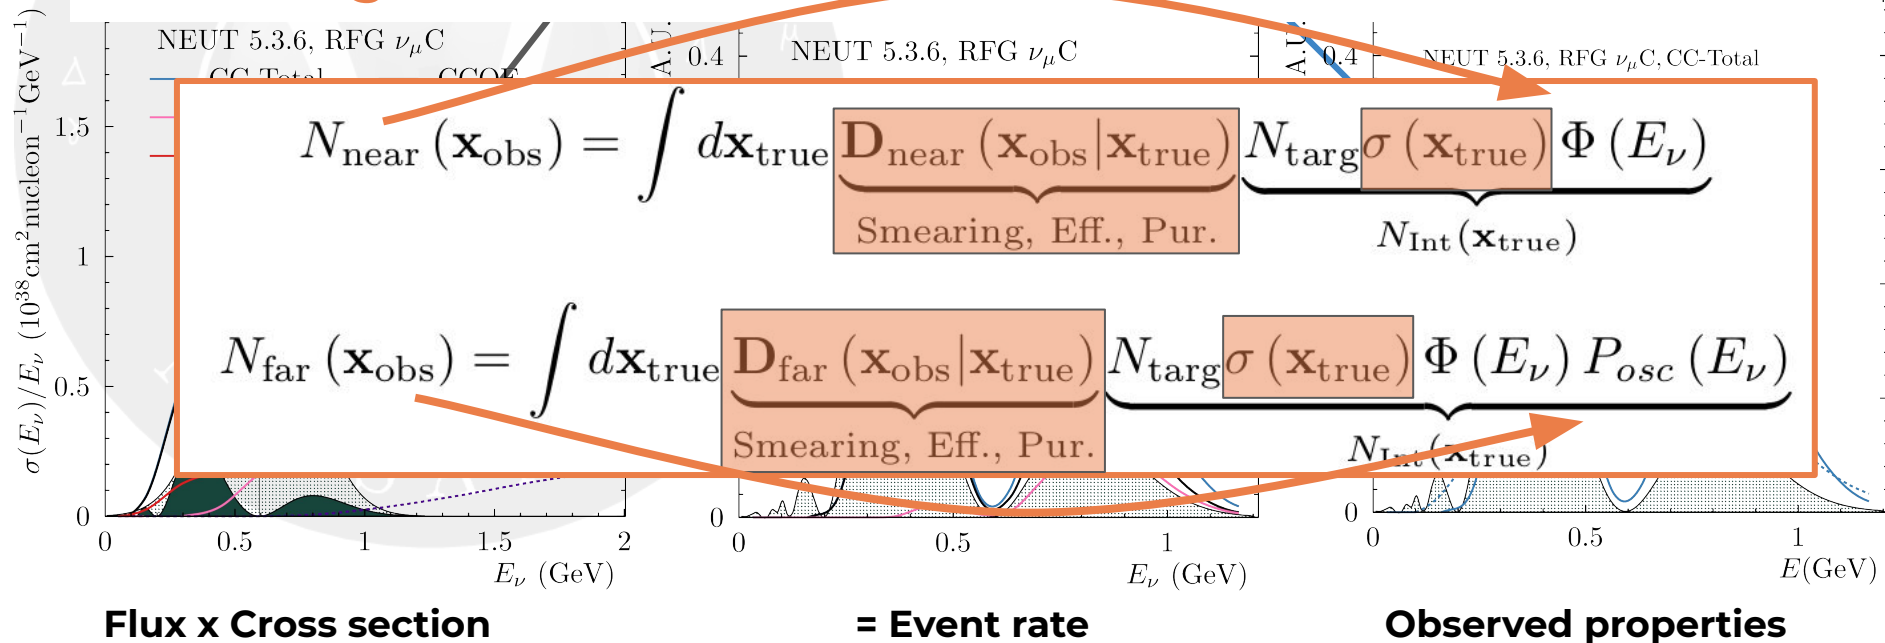 NEUT 5.3.6, RFG ν_μC
NEUT 5.3.6, RFG ν_μC
NEUT 5.3.6, RFG ν_μC, CC-Total
CC-Total CCQE
μ
A.U.
0.4
A.U.
0.4
σ(E_ν)/E_ν (10^38 cm^2 nucleon^−1 GeV^−1)
1.5
1
0.5
0
N_near (x_obs) = ∫ dx_true D_near (x_obs|x_true) N_targ σ (x_true) Φ (E_ν)
Smearing, Eff., Pur.
N_Int(x_true)
N_far (x_obs) = ∫ dx_true D_far (x_obs|x_true) N_targ σ (x_true) Φ (E_ν) P_osc (E_ν)
Smearing, Eff., Pur.
N_Int(x_true)
0 0.5 1 1.5 2
E_ν (GeV)
0
0 0.5 1
E_ν (GeV)
0
0 0.5 1
E(GeV)
Flux x Cross section
= Event rate
Observed properties